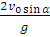 2v₀ sin α
g